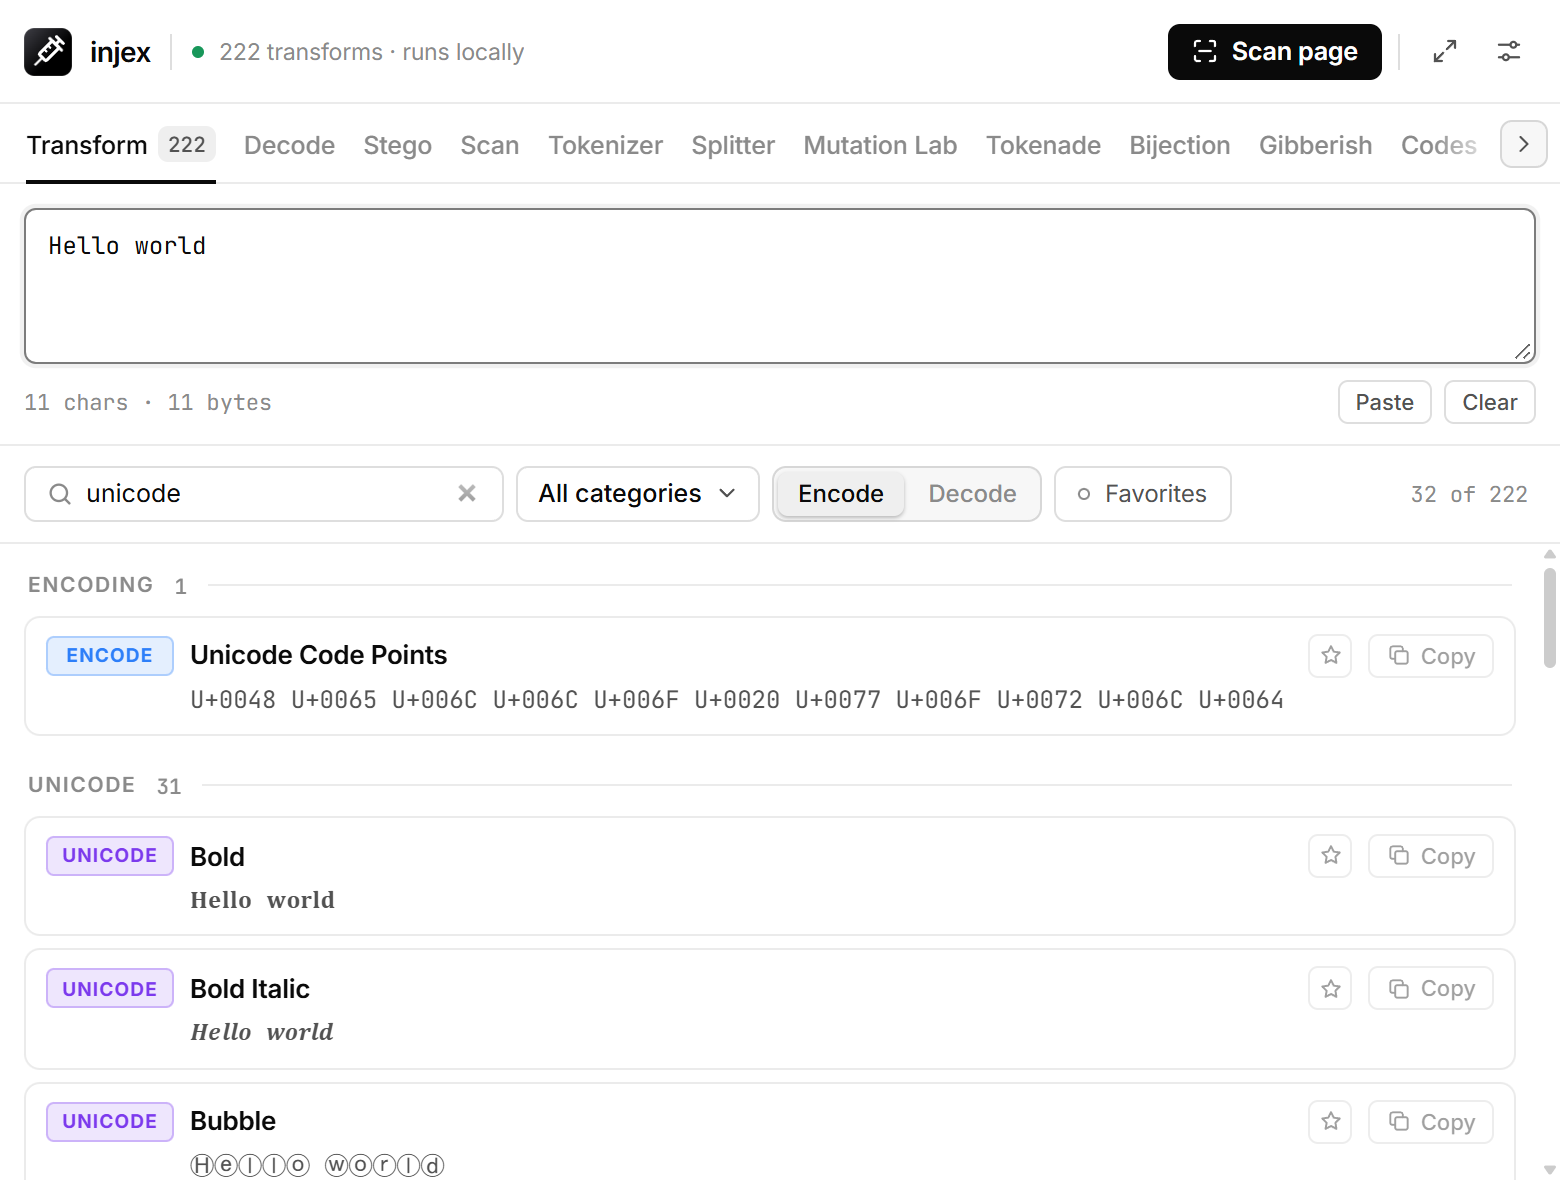 injex
222 transforms · runs locally
Scan page
Transform 222 Decode Stego Scan Tokenizer Splitter Mutation Lab Tokenade Bijection Gibberish Codes
Hello world
11 chars · 11 bytes
Paste Clear
unicode
All categories
Encode Decode
Favorites
32 of 222
ENCODING 1
ENCODE Unicode Code Points Copy
U+0048 U+0065 U+006C U+006C U+006F U+0020 U+0077 U+006F U+0072 U+006C U+0064
UNICODE 31
UNICODE Bold Copy
𝐇𝐞𝐥𝐥𝐨 𝐰𝐨𝐫𝐥𝐝
UNICODE Bold Italic Copy
𝑯𝒆𝒍𝒍𝒐 𝒘𝒐𝒓𝒍𝒅
UNICODE Bubble Copy
Ⓗⓔⓛⓛⓞ ⓦⓞⓡⓛⓓ